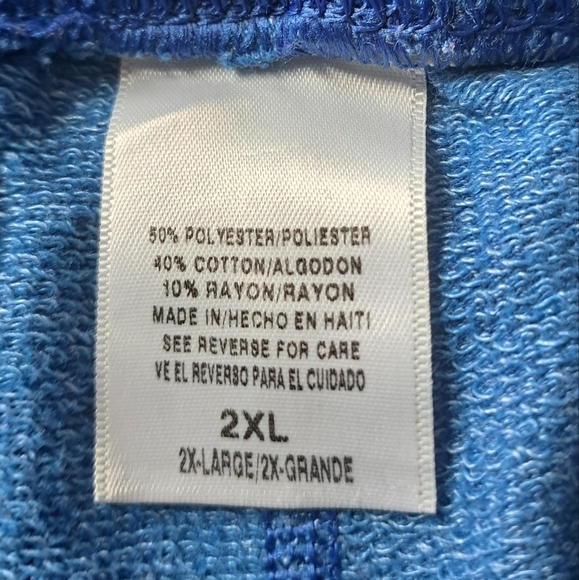 50% POLYESTER/POLIESTER
40% COTTON/ALGODON
10% RAYON/RAYON
MADE IN/HECHO EN HAITI
SEE REVERSE FOR CARE
VE EL REVERSO PARA EL CUIDADO
2XL
2X-LARGE/2X-GRANDE